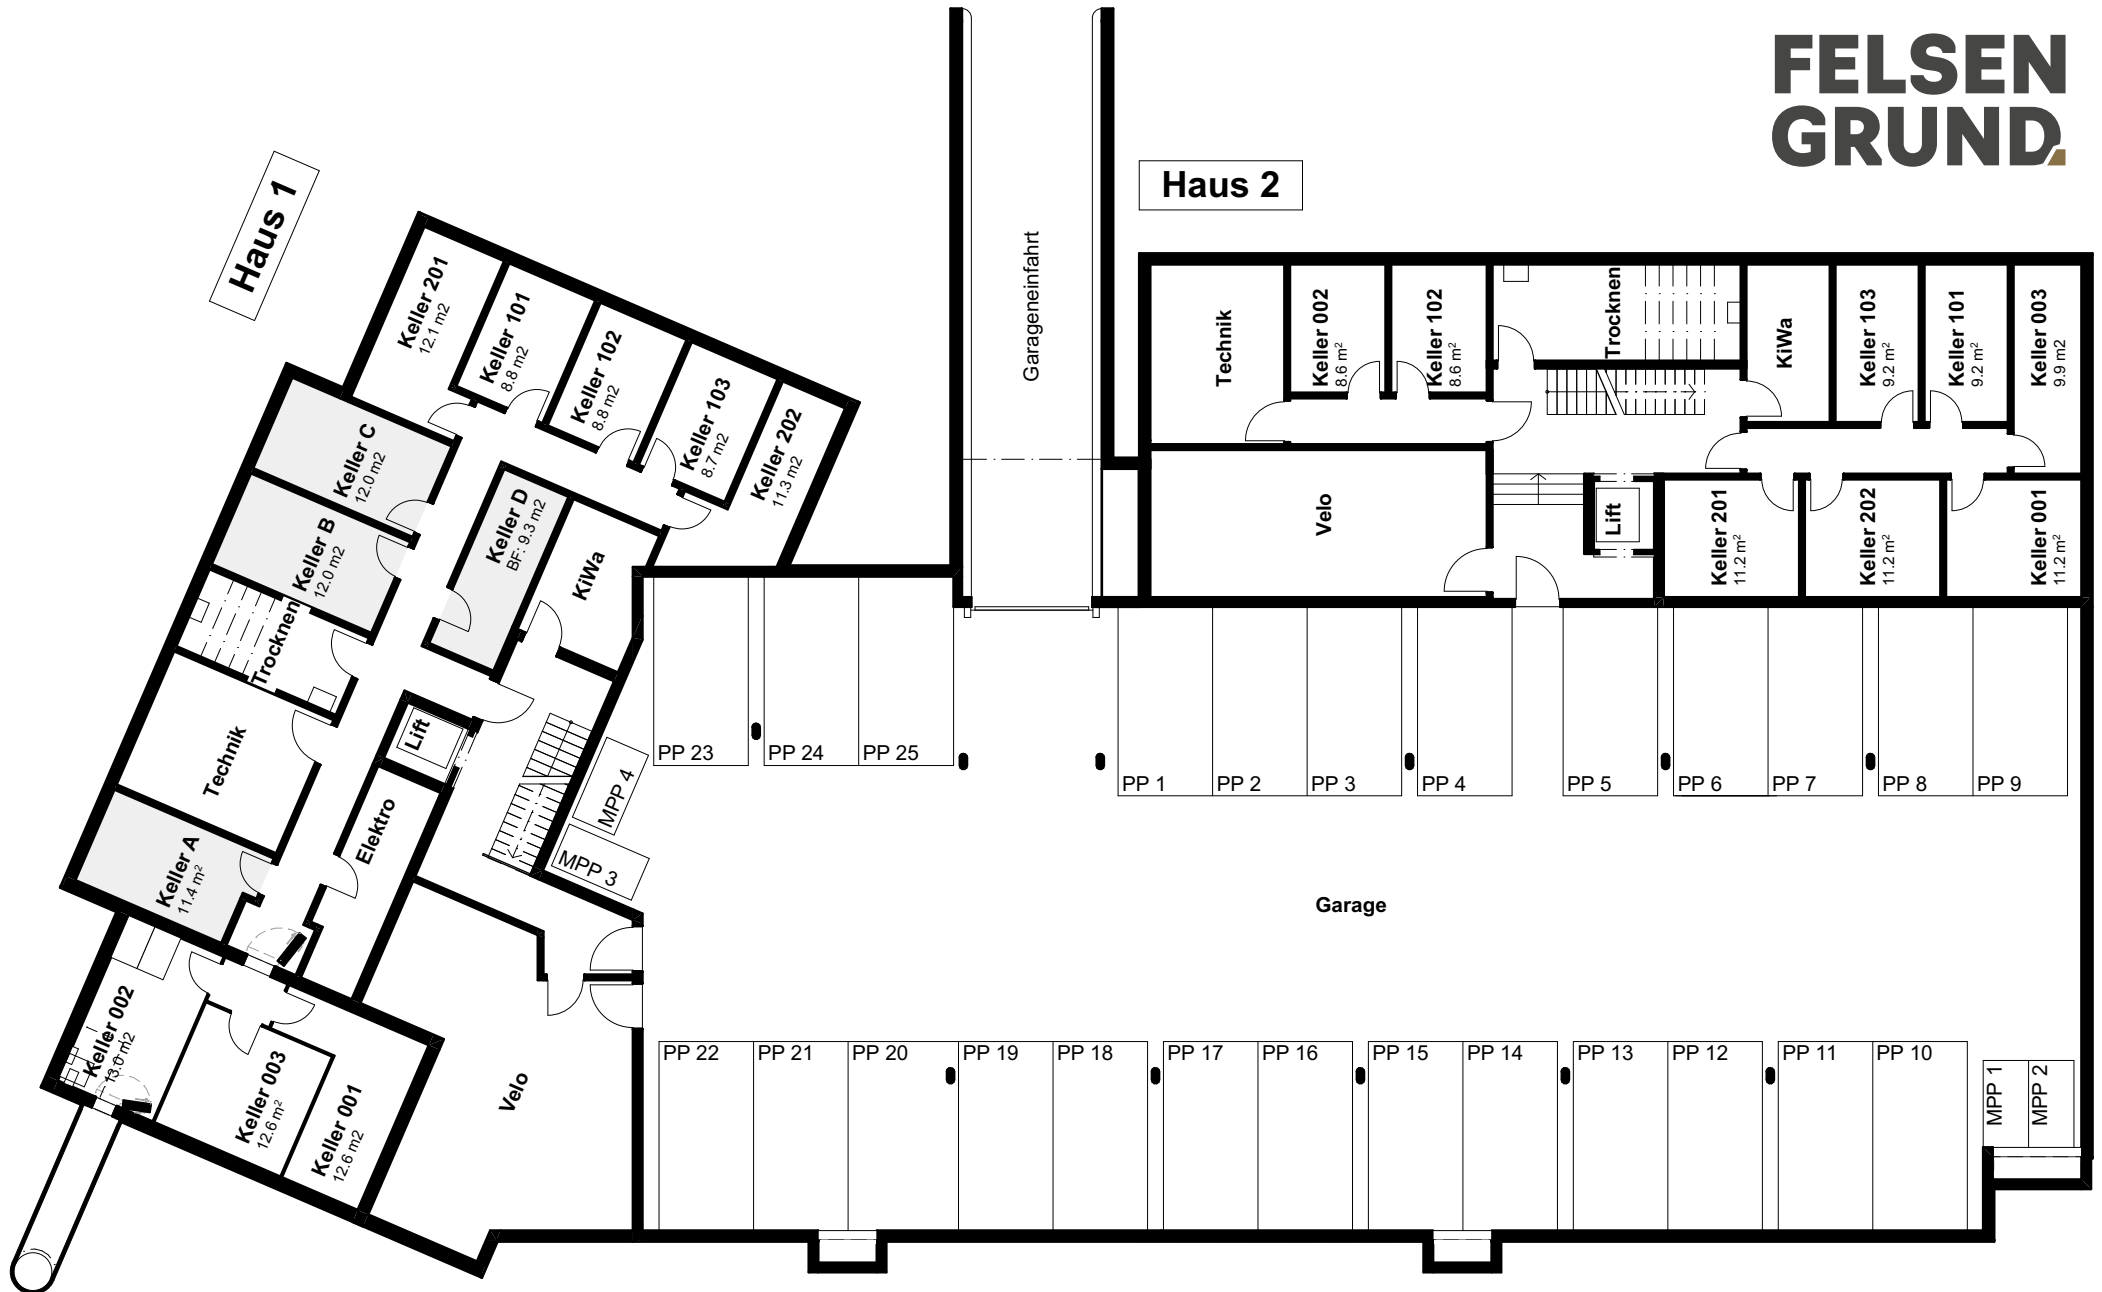 FELSEN
GRUND
Haus 1
Haus 2
Garageneinfahrt
Keller 201
12.1 m2
Keller 101
8.8 m2
Keller 102
8.8 m2
Keller 103
8.7 m2
Keller 202
11.3 m2
Keller C
12.0 m2
Keller B
12.0 m2
Keller D
BF: 9.3 m2
KiWa
Trocknen
Technik
Lift
Elektro
Keller A
11.4 m²
Keller 002
13.0 m2
Keller 003
12.6 m²
Keller 001
12.6 m2
Velo
Technik
Keller 002
8.6 m²
Keller 102
8.6 m²
Trocknen
KiWa
Keller 103
9.2 m²
Keller 101
9.2 m²
Keller 003
9.9 m2
Velo
Lift
Keller 201
11.2 m²
Keller 202
11.2 m²
Keller 001
11.2 m²
PP 23
PP 24
PP 25
PP 1
PP 2
PP 3
PP 4
PP 5
PP 6
PP 7
PP 8
PP 9
MPP 4
MPP 3
Garage
PP 22
PP 21
PP 20
PP 19
PP 18
PP 17
PP 16
PP 15
PP 14
PP 13
PP 12
PP 11
PP 10
MPP 1
MPP 2